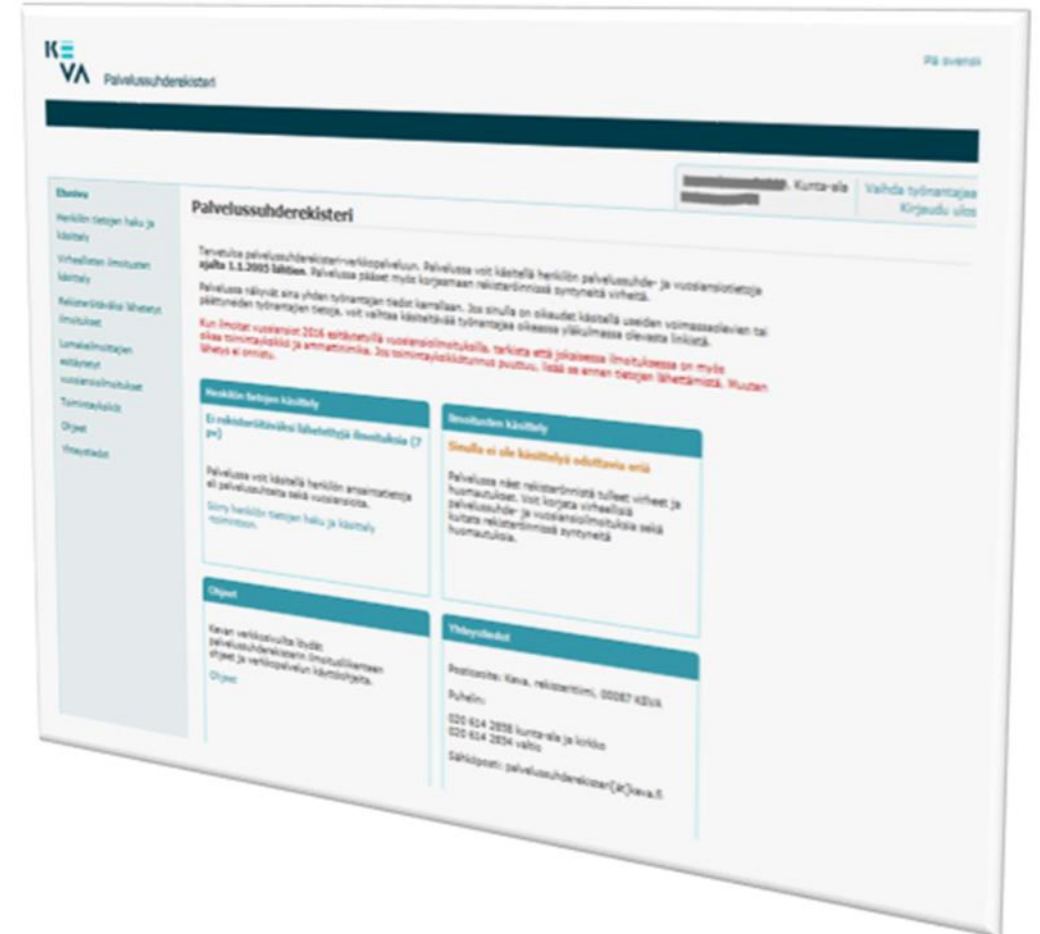 KEVA
Palvelussuhderekisteri
På svenska
Kunta-ala
Vaihda työnantajaa
Kirjaudu ulos
Etusivu
Henkilön tietojen haku ja
käsittely
Virheellisten ilmoitusten
käsittely
Rekisteröitäväksi lähetetyt
ilmoitukset
Lomakeilmoittajan
esitäytetyt
vuosiansioilmoitukset
Toimintayksiköt
Ohjeet
Yhteystiedot
Palvelussuhderekisteri
Tervetuloa palvelussuhderekisteri-verkkopalveluun. Palvelussa voit käsitellä henkilön palvelussuhde- ja vuosiansiotietoja
ajalta 1.1.2005 lähtien. Palvelussa pääset myös korjaamaan rekisteröinnissä syntyneitä virheitä.
Palvelussa näkyvät aina yhden työnantajan tiedot kerrallaan. Jos sinulla on oikeudet käsitellä useiden voimassaolevien tai
päättyneiden työnantajien tietoja, voit vaihtaa käsiteltävää työnantajaa oikeassa yläkulmassa olevasta linkistä.
Kun ilmoitat vuosiansiot 2016 esitäytetyillä vuosiansioilmoituksilla, tarkista että jokaisessa ilmoituksessa on myös
oikea toimintayksikkö ja ammattinimike. Jos toimintayksikkötunnus puuttuu, lisää se ennen tietojen lähettämistä. Muuten
lähetys ei onnistu.
Henkilön tietojen käsittely
Ei rekisteröitäväksi lähetettyjä ilmoituksia (7
pv)
Palvelussa voit käsitellä henkilön ansaintatietoja
eli palvelussuhteita sekä vuosiansioita.
Siirry henkilön tietojen haku ja käsittely
-toimintoon.
Ilmoitusten käsittely
Sinulla ei ole käsittelyä odottavia eriä
Palvelussa näet rekisteröinnistä tulleet virheet ja
huomautukset. Voit korjata virheellisiä
palvelussuhde- ja vuosiansioilmoituksia sekä
kuitata rekisteröinnissä syntyneitä
huomautuksia.
Ohjeet
Kevan verkkosivuilta löydät
palvelussuhderekisterin ilmoitusliikenteen
ohjeet ja verkkopalvelun käyttöohjeita.
Ohjeet
Yhteystiedot
Postiosoite: Keva, rekisteritiimi, 00087 KEVA
Puhelin:
020 614 2858 kunta-ala ja kirkko
020 614 2854 valtio
Sähköposti: palvelussuhderekisteri(ät)keva.fi